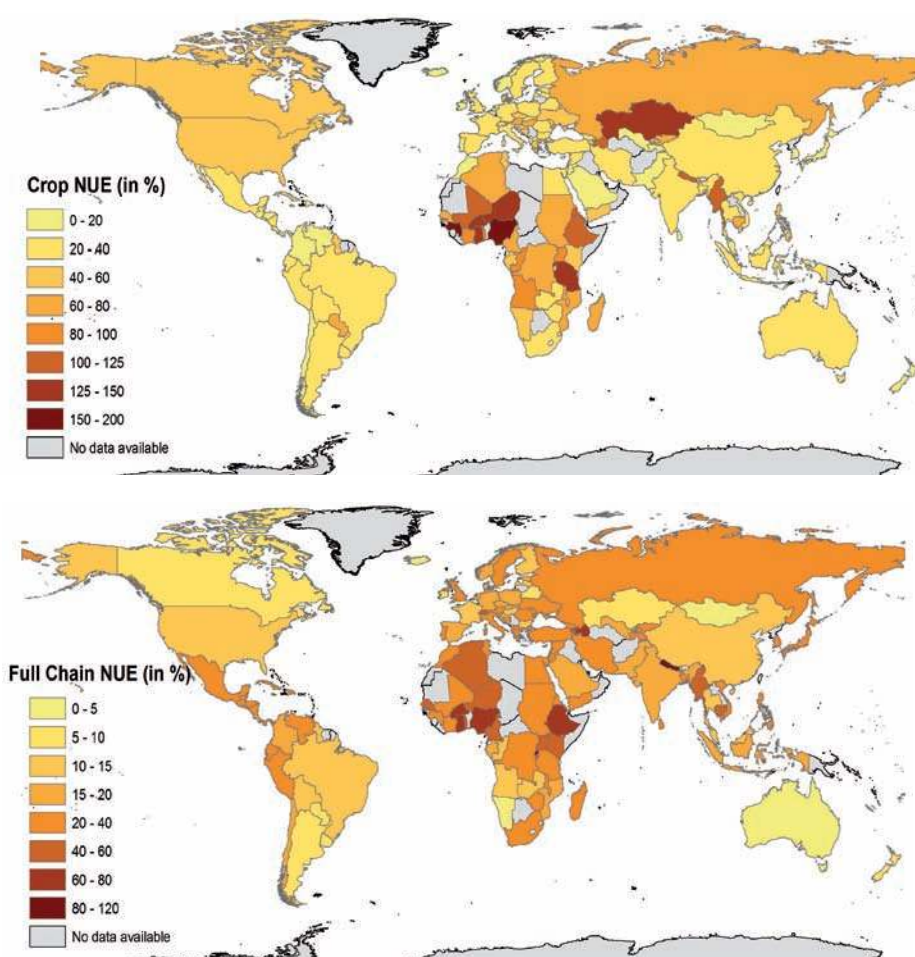 Crop NUE (in %)
0 - 20
20 - 40
40 - 60
60 - 80
80 - 100
100 - 125
125 - 150
150 - 200
No data available
Full Chain NUE (in %)
0 - 5
5 - 10
10 - 15
15 - 20
20 - 40
40 - 60
60 - 80
80 - 120
No data available